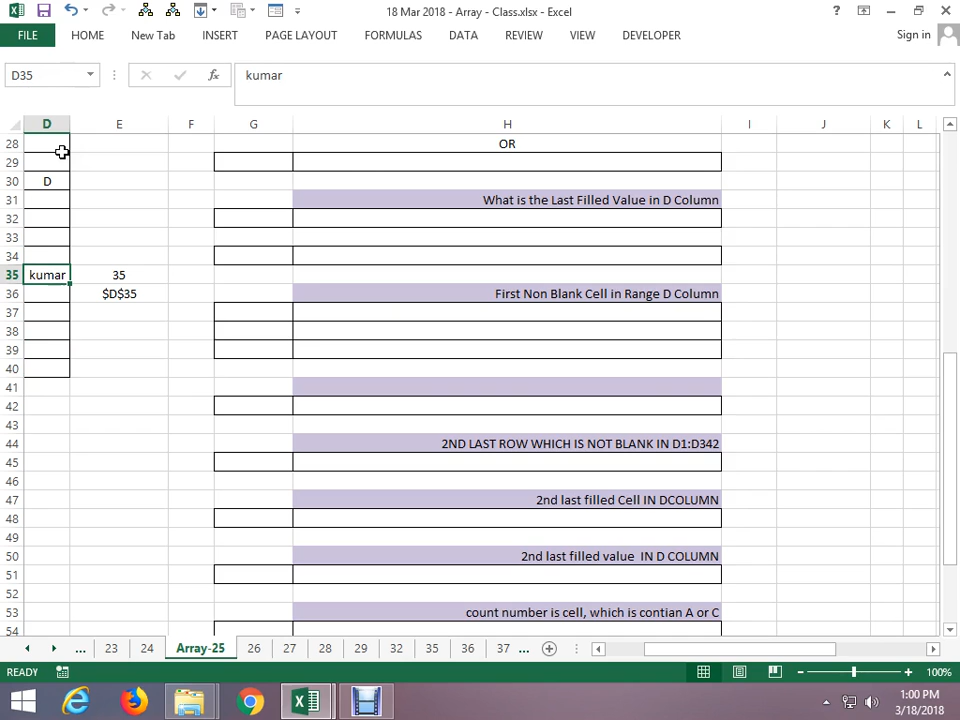 18 Mar 2018 - Array - Class.xlsx - Excel
FILE HOME New Tab INSERT PAGE LAYOUT FORMULAS DATA REVIEW VIEW DEVELOPER Sign in
D35 kumar
D E F G H I J K L
28 OR
29
30 D
31 What is the Last Filled Value in D Column
32
33
34
35 kumar 35
36 $D$35 First Non Blank Cell in Range D Column
37
38
39
40
41
42
43
44 2ND LAST ROW WHICH IS NOT BLANK IN D1:D342
45
46
47 2nd last filled Cell IN DCOLUMN
48
49
50 2nd last filled value IN D COLUMN
51
52
53 count number is cell, which is contian A or C
54
... 23 24 Array-25 26 27 28 29 32 35 36 37 ...
READY 100%
1:00 PM
3/18/2018